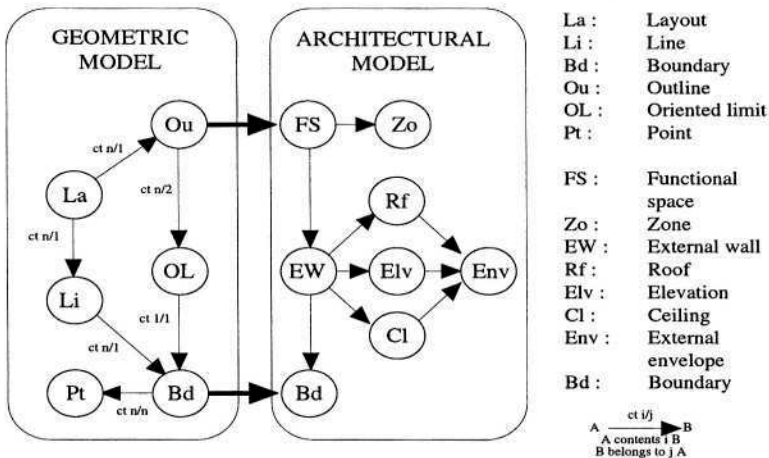 GEOMETRIC
MODEL
Ou
ct n/1
ct n/2
La
ct n/1
OL
Li
ct 1/1
ct n/1
Pt
ct n/n
Bd
ARCHITECTURAL
MODEL
FS
Zo
Rf
EW
Elv
Env
Cl
Bd
La : Layout
Li : Line
Bd : Boundary
Ou : Outline
OL : Oriented limit
Pt : Point
FS : Functional
space
Zo : Zone
EW : External wall
Rf : Roof
Elv : Elevation
Cl : Ceiling
Env : External
envelope
Bd : Boundary
ct i/j
A B
A contents i B
B belongs to j A